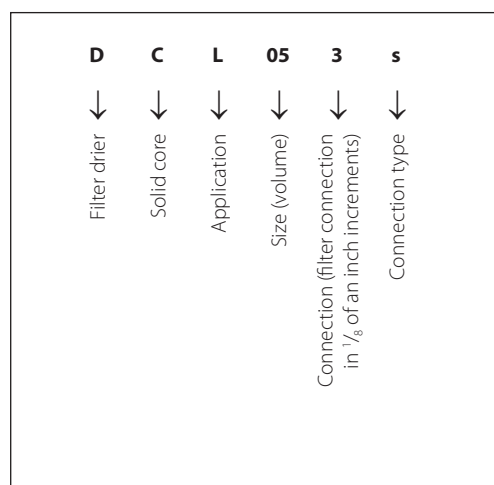 D C L 05 3 s
Filter drier
Solid core
Application
Size (volume)
Connection (filter connection
in 1/8 of an inch increments)
Connection type